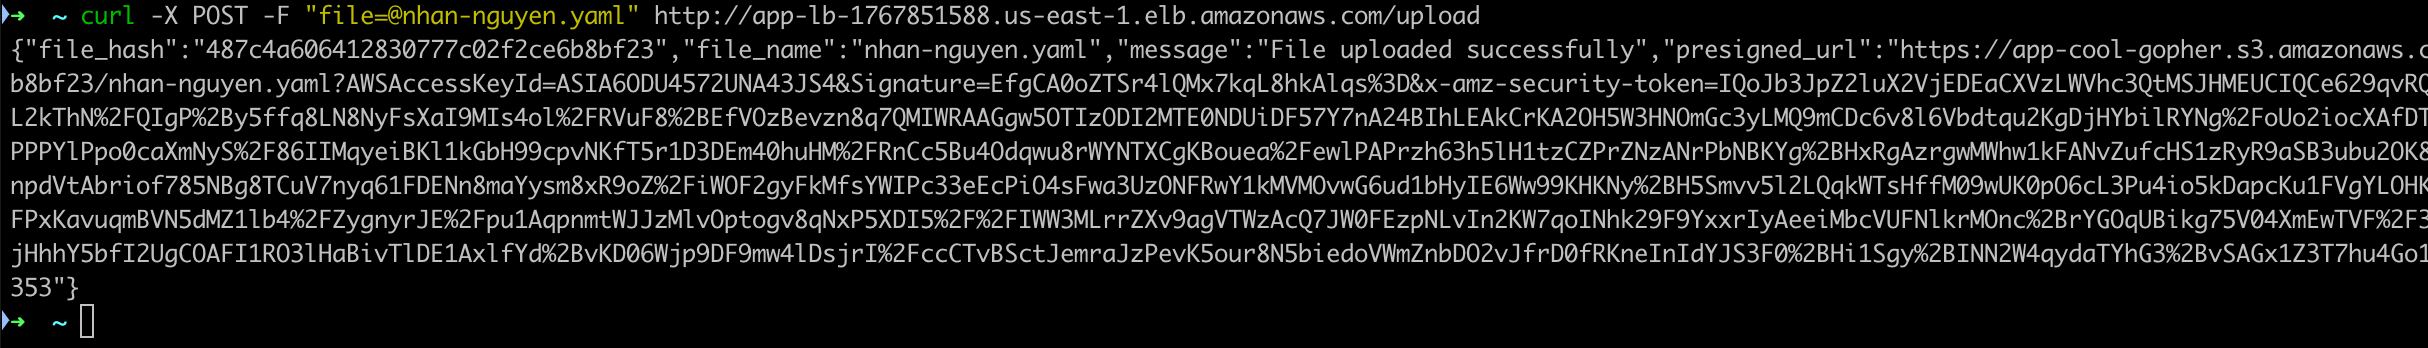 ➜ ~ curl -X POST -F "file=@nhan-nguyen.yaml" http://app-lb-1767851588.us-east-1.elb.amazonaws.com/upload
{"file_hash":"487c4a606412830777c02f2ce6b8bf23","file_name":"nhan-nguyen.yaml","message":"File uploaded successfully","presigned_url":"https://app-cool-gopher.s3.amazonaws.c
b8bf23/nhan-nguyen.yaml?AWSAccessKeyId=ASIA6ODU4572UNA43JS4&Signature=EfgCA0oZTSr4lQMx7kqL8hkAlqs%3D&x-amz-security-token=IQoJb3JpZ2luX2VjEDEaCXVzLWVhc3QtMSJHMEUCIQCe629qvRQ
L2kThN%2FQIgP%2By5ffq8LN8NyFsXaI9MIs4ol%2FRVuF8%2BEfVOzBevzn8q7QMIWRAAGgw5OTIzODI2MTE0NDUiDF57Y7nA24BIhLEAkCrKA2OH5W3HNOmGc3yLMQ9mCDc6v8l6Vbdtqu2KgDjHYbilRYNg%2FoUo2iocXAfDT
PPPYlPpo0caXmNyS%2F86IIMqyeiBKl1kGbH99cpvNKfT5r1D3DEm40huHM%2FRnCc5Bu4Odqwu8rWYNTXCgKBouea%2FewlPAPrzh63h5lH1tzCZPrZNzANrPbNBKYg%2BHxRgAzrgwMWhw1kFANvZufcHS1zRyR9aSB3ubu2OK8
npdVtAbriof785NBg8TCuV7nyq61FDENn8maYysm8xR9oZ%2FiWOF2gyFkMfsYWIPc33eEcPiO4sFwa3UzONFRwY1kMVMOvwG6ud1bHyIE6Ww99KHKNy%2BH5Smvv5l2LQqkWTsHffM09wUK0pO6cL3Pu4io5kDapcKu1FVgYLOHK
FPxKavuqmBVN5dMZ1lb4%2FZygnyrJE%2Fpu1AqpnmtWJJzMlvOptogv8qNxP5XDI5%2F%2FIWW3MLrrZXv9agVTWzAcQ7JW0FEzpNLvIn2KW7qoINhk29F9YxxrIyAeeiMbcVUFNlkrMOnc%2BrYGOqUBikg75V04XmEwTVF%2F3
jHhhY5bfI2UgCOAFI1RO3lHaBivTlDE1AxlfYd%2BvKD06Wjp9DF9mw4lDsjrI%2FccCTvBSctJemraJzPevK5our8N5biedoVWmZnbDO2vJfrD0fRKneInIdYJS3F0%2BHi1Sgy%2BINN2W4qydaTYhG3%2BvSAGx1Z3T7hu4Go1
353"}
➜ ~